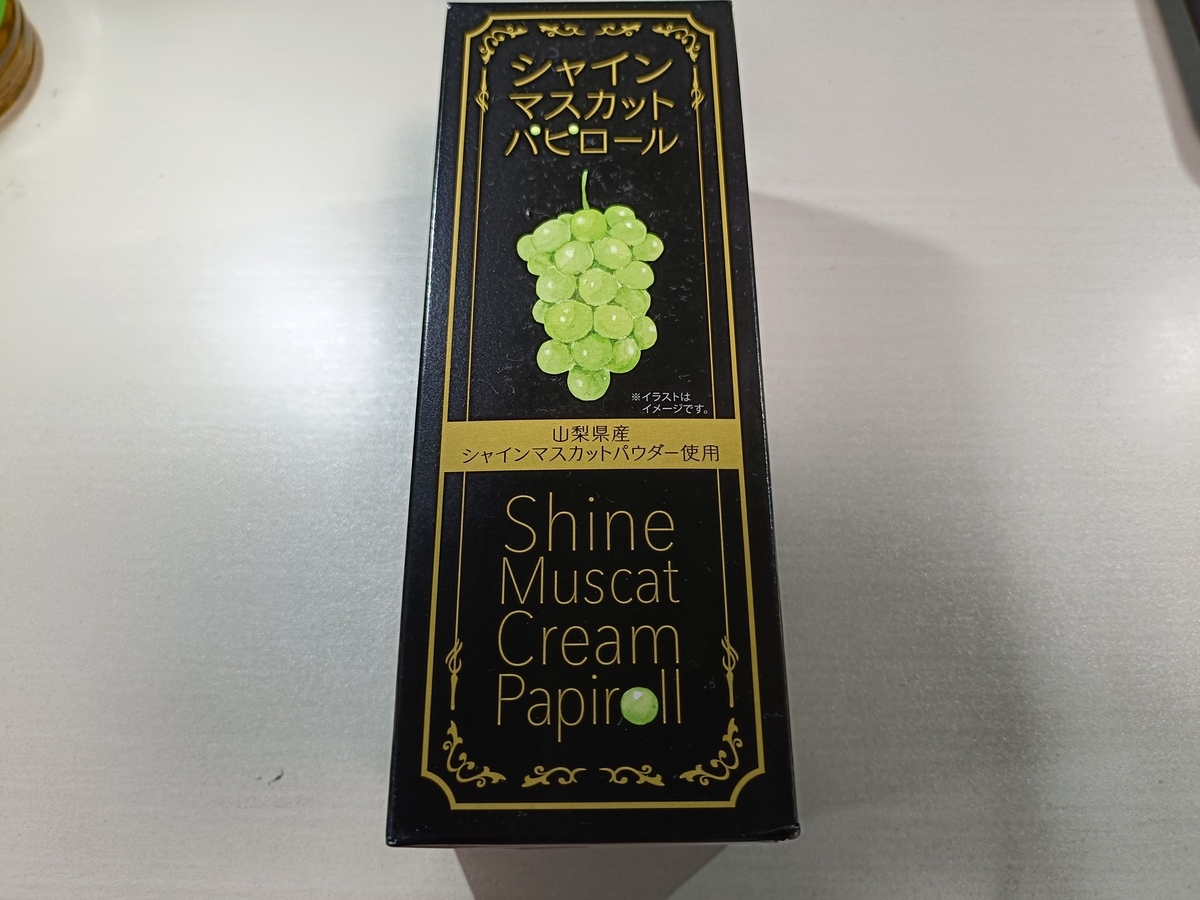 シャイン
マスカット
パピロール
※イラストは
イメージです。
山梨県産
シャインマスカットパウダー使用
Shine
Muscat
Cream
Papiroll